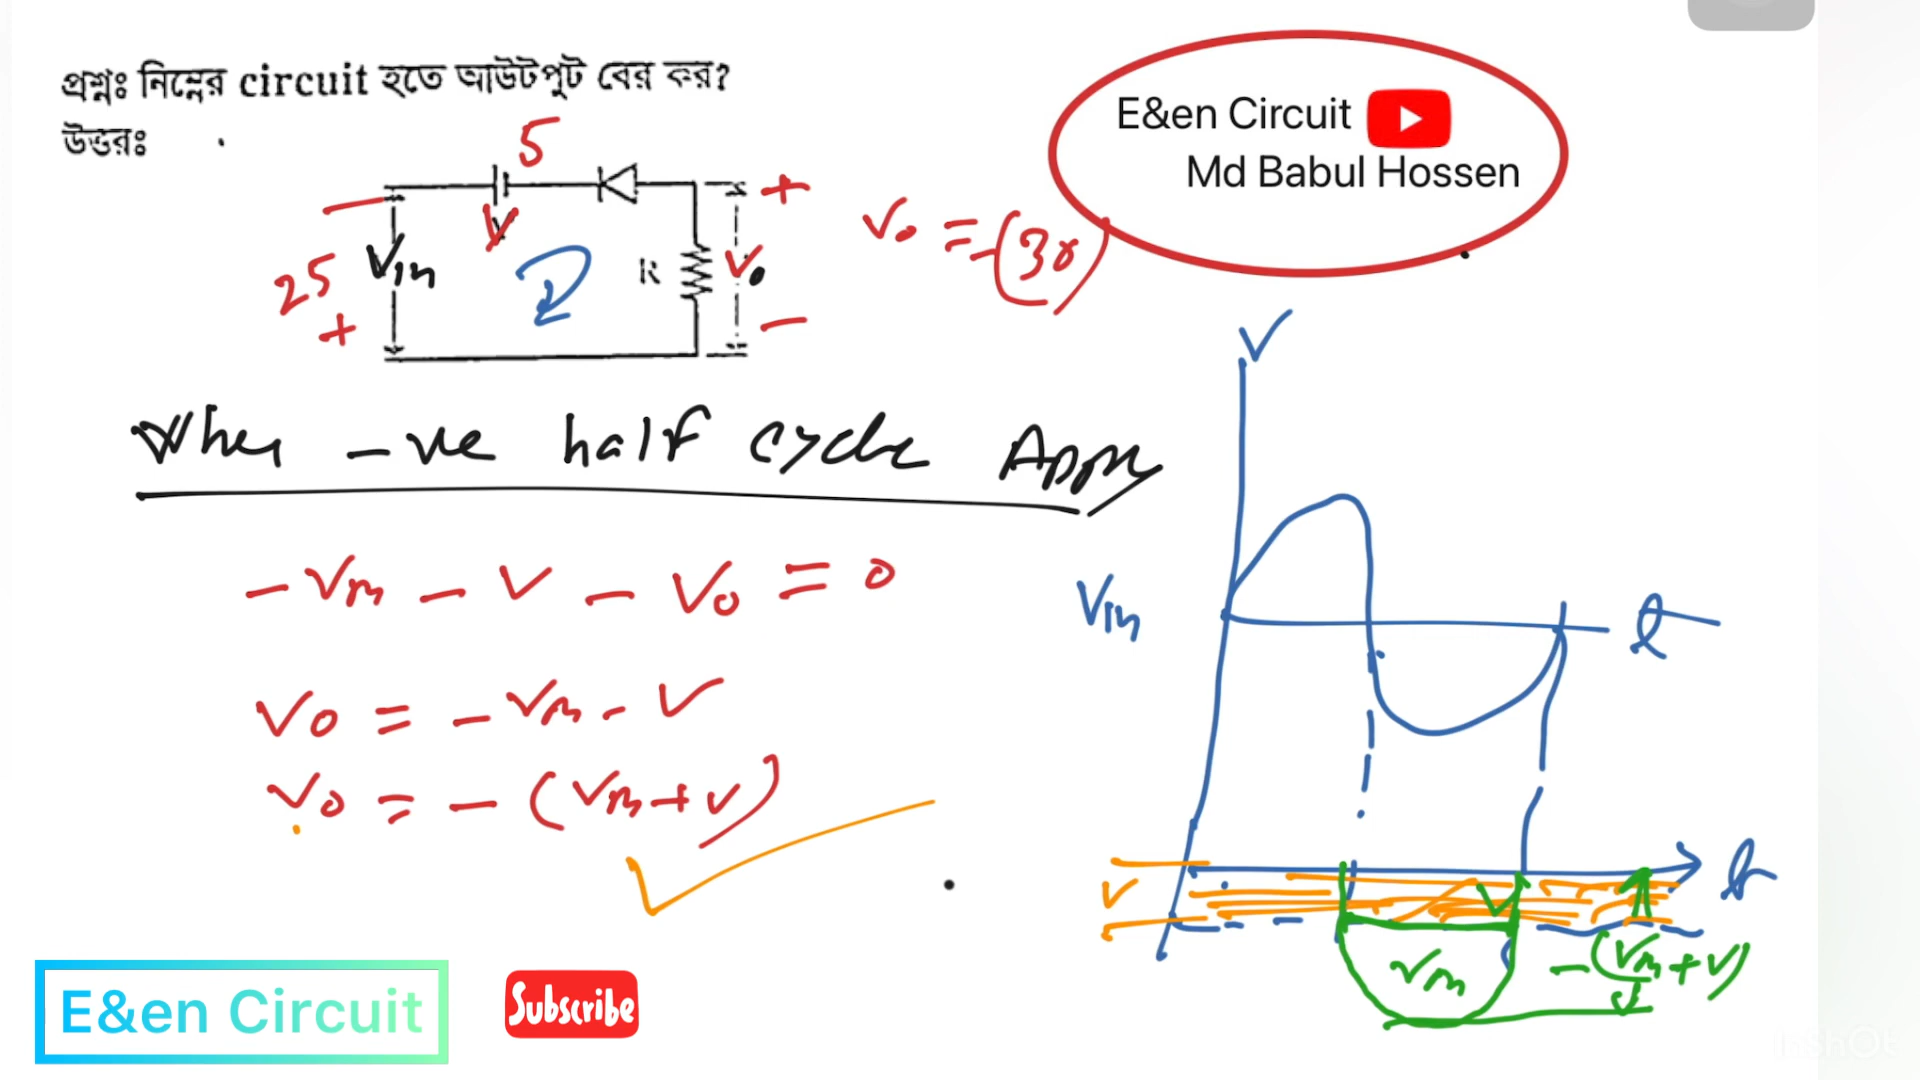 প্রশ্নঃ নিম্নের circuit হতে আউটপুট বের কর?
উত্তরঃ
E&en Circuit
Md Babul Hossen
5
V
+
-
25
+
Vin
R
Vo
-
Vo = -(30)
When -ve half cycle Apply
-Vm - V - Vo = 0
Vo = -Vm - V
Vo = -(Vm+V)
V
Vin
t
V
V
t
Vm
-(Vm+V)
E&en Circuit
Subscribe
InShOt